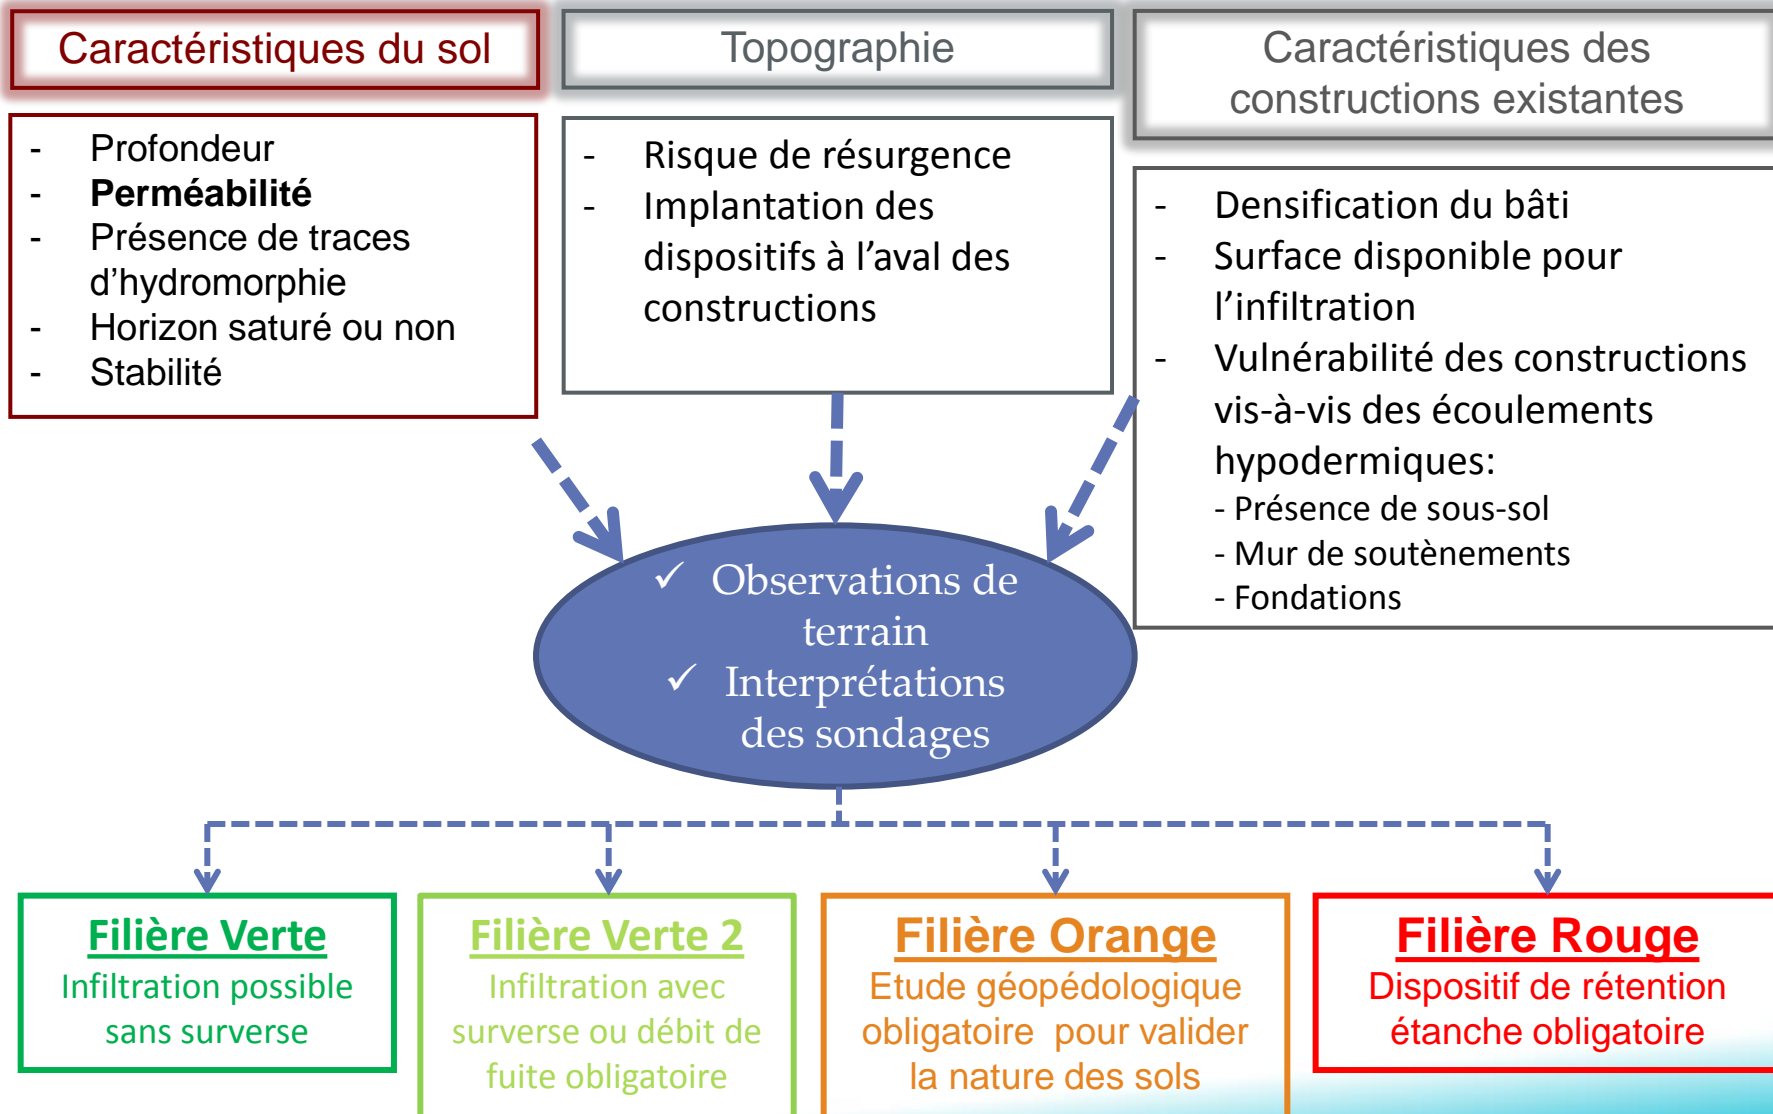 Caractéristiques du sol
- Profondeur
- Perméabilité
- Présence de traces
d'hydromorphie
- Horizon saturé ou non
- Stabilité
Topographie
- Risque de résurgence
- Implantation des
dispositifs à l'aval des
constructions
Caractéristiques des
constructions existantes
- Densification du bâti
- Surface disponible pour
l'infiltration
- Vulnérabilité des constructions
vis-à-vis des écoulements
hypodermiques:
- Présence de sous-sol
- Mur de soutènements
- Fondations
✓ Observations de
terrain
✓ Interprétations
des sondages
Filière Verte
Infiltration possible
sans surverse
Filière Verte 2
Infiltration avec
surverse ou débit de
fuite obligatoire
Filière Orange
Etude géopédologique
obligatoire pour valider
la nature des sols
Filière Rouge
Dispositif de rétention
étanche obligatoire